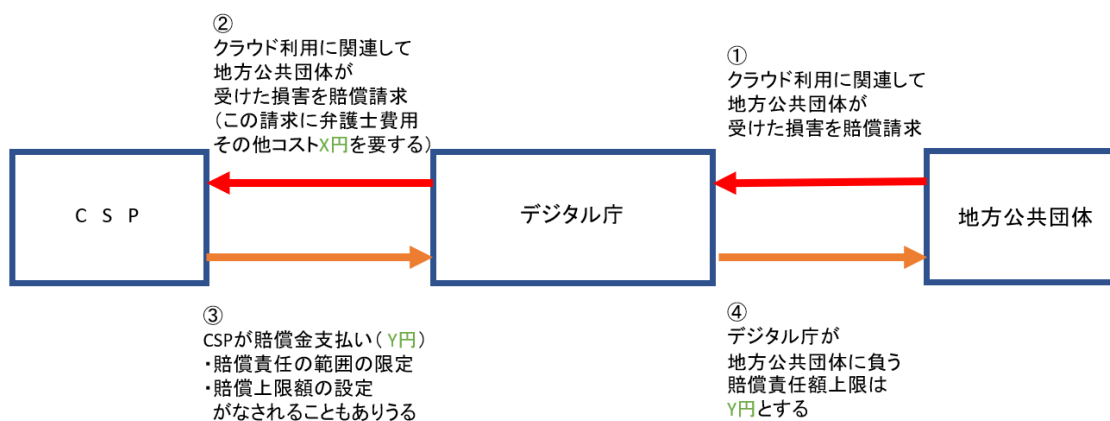 ②
クラウド利用に関連して
地方公共団体が
受けた損害を賠償請求
(この請求に弁護士費用
その他コストX円を要する)
①
クラウド利用に関連して
地方公共団体が
受けた損害を賠償請求
ＣＳＰ
デジタル庁
地方公共団体
③
CSPが賠償金支払い(Y円)
・賠償責任の範囲の限定
・賠償上限額の設定
がなされることもありうる
④
デジタル庁が
地方公共団体に負う
賠償責任額上限は
Y円とする